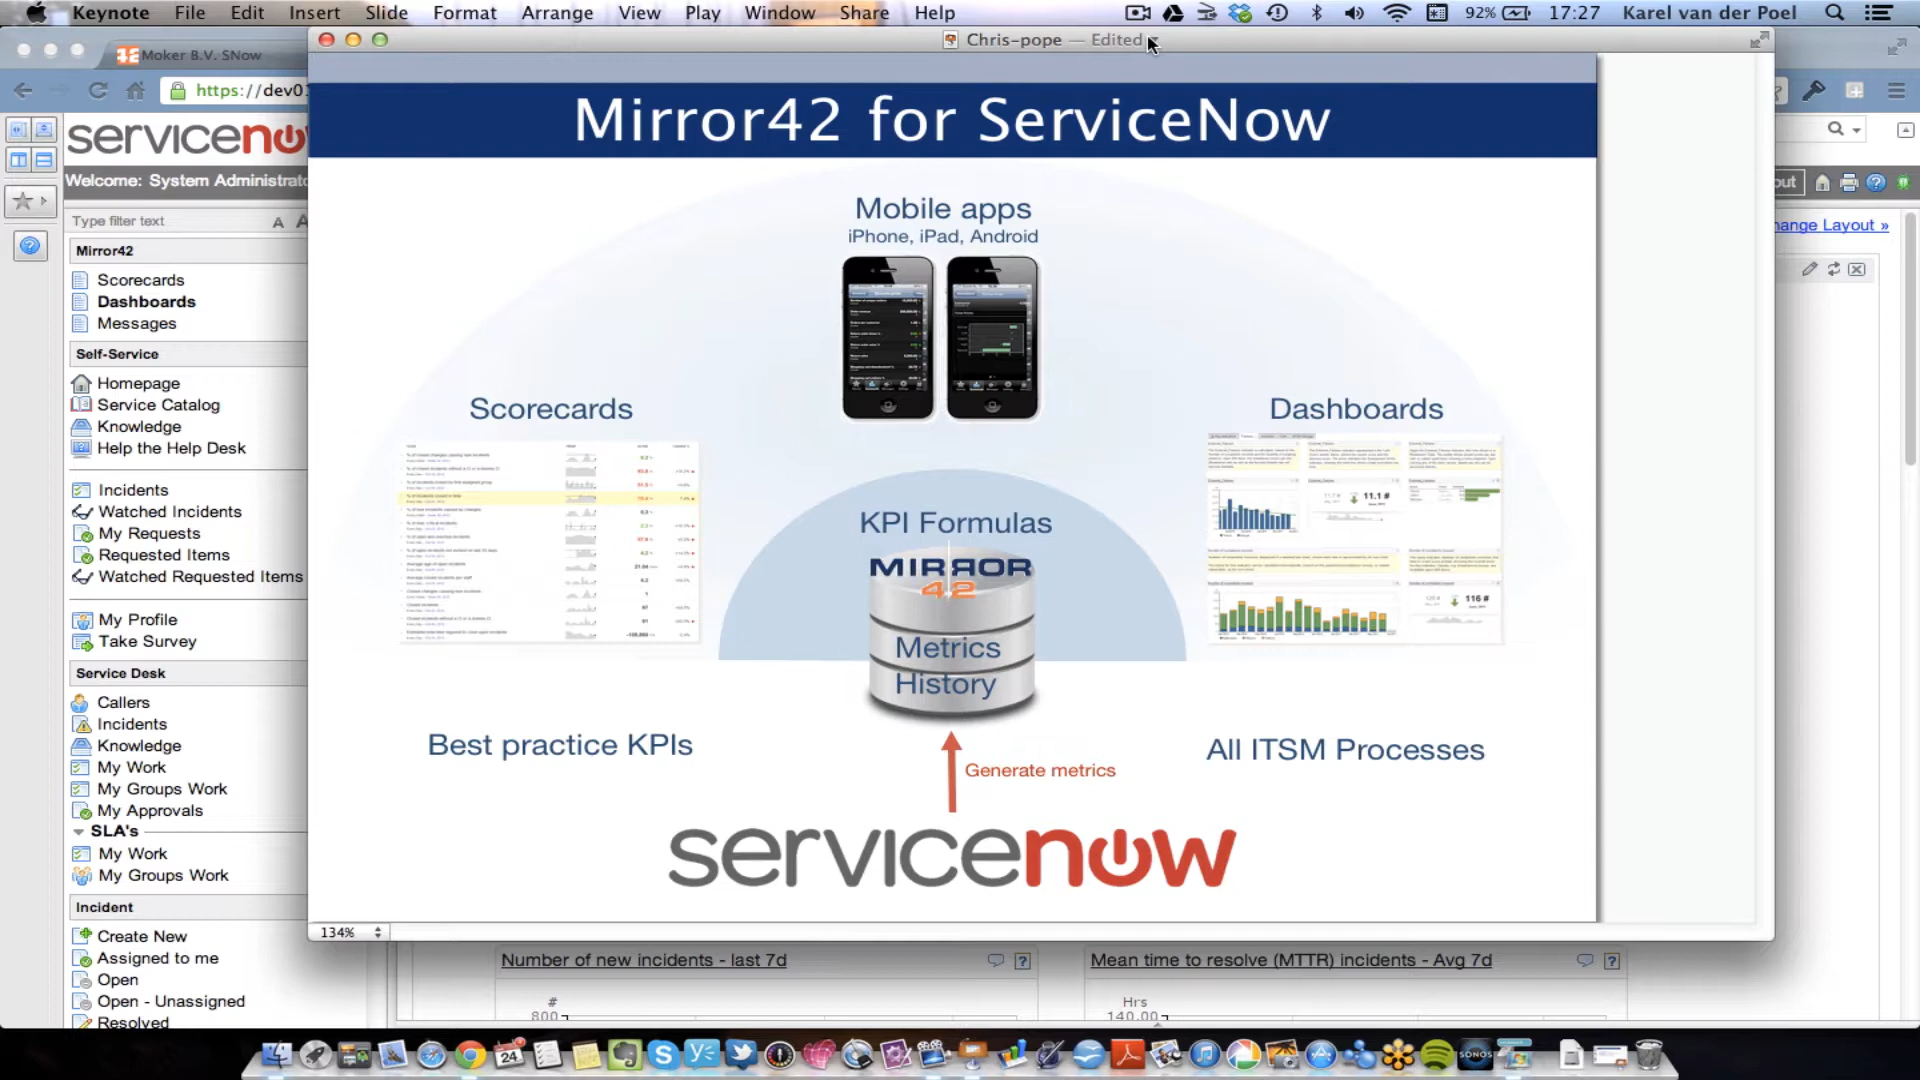 Keynote File Edit Insert Slide Format Arrange View Play Window Share Help 92% 17:27 Karel van der Poel
Chris-pope — Edited
Moker B.V. SNow
https://dev0
servicenow
Welcome: System Administrato
Type filter text A A
Mirror42
Scorecards
Dashboards
Messages
Self-Service
Homepage
Service Catalog
Knowledge
Help the Help Desk
Incidents
Watched Incidents
My Requests
Requested Items
Watched Requested Items
My Profile
Take Survey
Service Desk
Callers
Incidents
Knowledge
My Work
My Groups Work
My Approvals
SLA's
My Work
My Groups Work
Incident
Create New
Assigned to me
Open
Open - Unassigned
Resolved
Mirror42 for ServiceNow
Mobile apps
iPhone, iPad, Android
Scorecards
Dashboards
KPI Formulas
MIRROR
42
Metrics
History
Best practice KPIs
All ITSM Processes
Generate metrics
servicenow
134%
out
hange Layout »
11.1 #
116 #
Number of new incidents - last 7d
#
800
Mean time to resolve (MTTR) incidents - Avg 7d
Hrs
140.00
24
SONOS